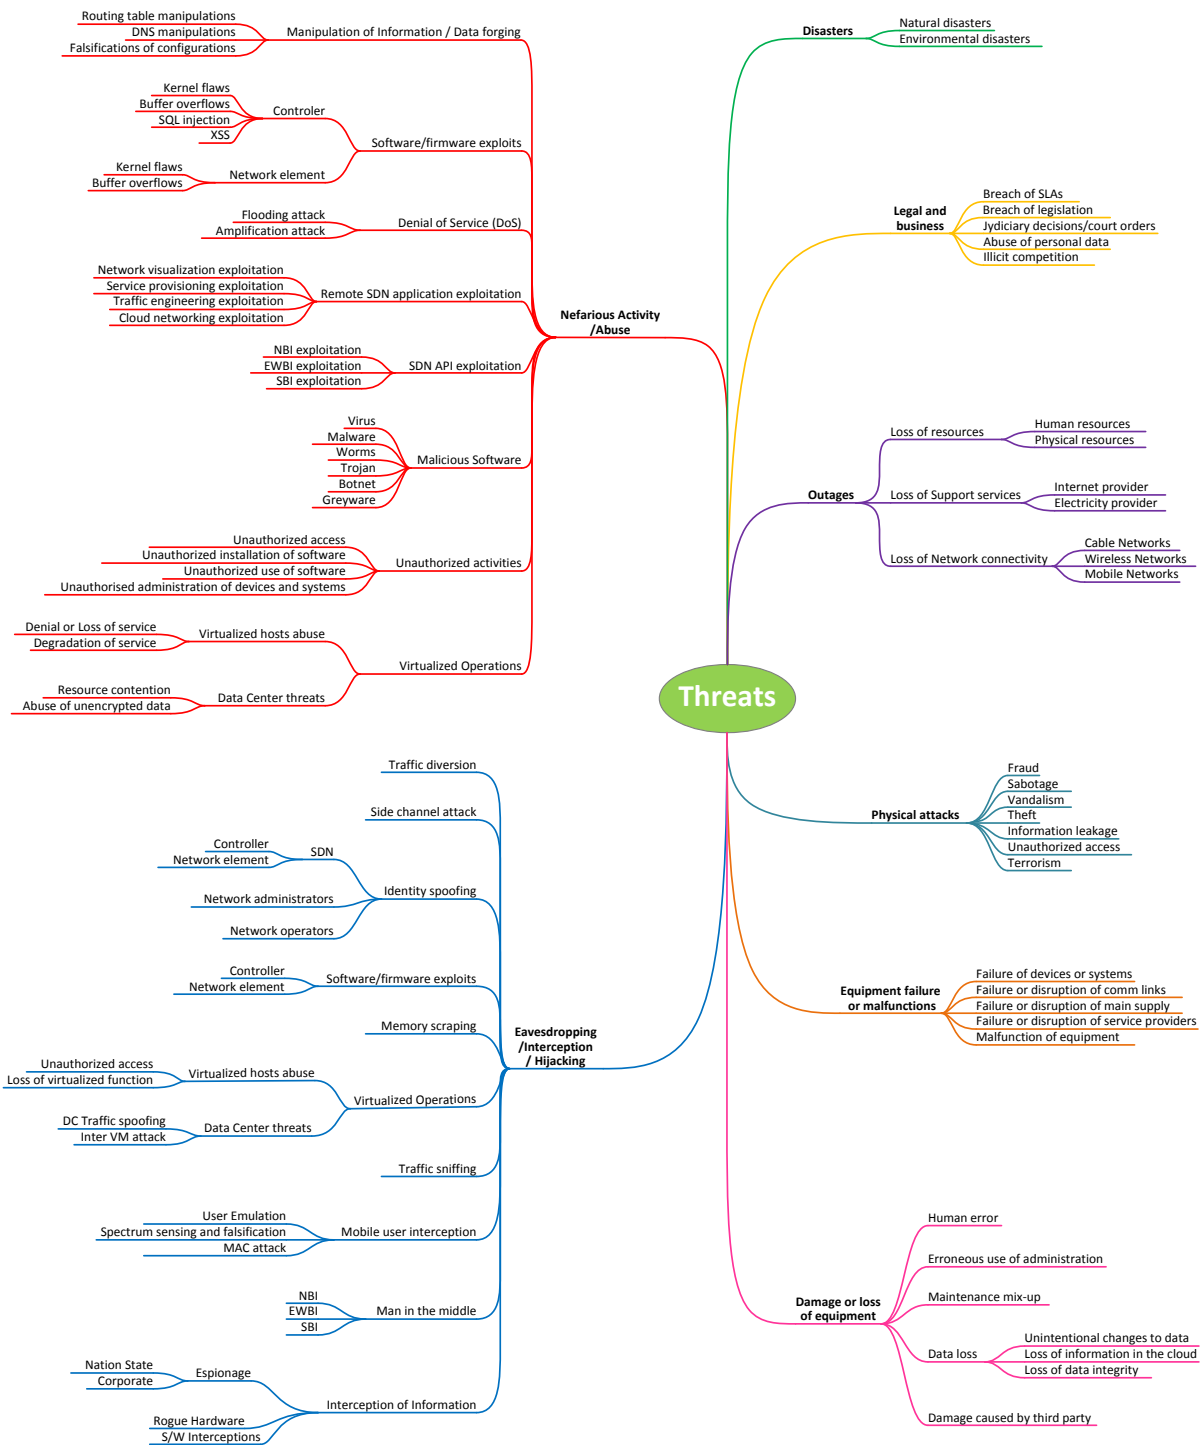 Threats
Nefarious Activity
/Abuse
Manipulation of Information / Data forging
Routing table manipulations
DNS manipulations
Falsifications of configurations
Software/firmware exploits
Controler
Kernel flaws
Buffer overflows
SQL injection
XSS
Network element
Kernel flaws
Buffer overflows
Denial of Service (DoS)
Flooding attack
Amplification attack
Remote SDN application exploitation
Network visualization exploitation
Service provisioning exploitation
Traffic engineering exploitation
Cloud networking exploitation
SDN API exploitation
NBI exploitation
EWBI exploitation
SBI exploitation
Malicious Software
Virus
Malware
Worms
Trojan
Botnet
Greyware
Unauthorized activities
Unauthorized access
Unauthorized installation of software
Unauthorized use of software
Unauthorised administration of devices and systems
Virtualized Operations
Virtualized hosts abuse
Denial or Loss of service
Degradation of service
Data Center threats
Resource contention
Abuse of unencrypted data
Eavesdropping
/Interception
/ Hijacking
Traffic diversion
Side channel attack
Identity spoofing
SDN
Controller
Network element
Network administrators
Network operators
Software/firmware exploits
Controller
Network element
Memory scraping
Virtualized Operations
Virtualized hosts abuse
Unauthorized access
Loss of virtualized function
Data Center threats
DC Traffic spoofing
Inter VM attack
Traffic sniffing
Mobile user interception
User Emulation
Spectrum sensing and falsification
MAC attack
Man in the middle
NBI
EWBI
SBI
Interception of Information
Espionage
Nation State
Corporate
Rogue Hardware
S/W Interceptions
Disasters
Natural disasters
Environmental disasters
Legal and
business
Breach of SLAs
Breach of legislation
Jydiciary decisions/court orders
Abuse of personal data
Illicit competition
Outages
Loss of resources
Human resources
Physical resources
Loss of Support services
Internet provider
Electricity provider
Loss of Network connectivity
Cable Networks
Wireless Networks
Mobile Networks
Physical attacks
Fraud
Sabotage
Vandalism
Theft
Information leakage
Unauthorized access
Terrorism
Equipment failure
or malfunctions
Failure of devices or systems
Failure or disruption of comm links
Failure or disruption of main supply
Failure or disruption of service providers
Malfunction of equipment
Damage or loss
of equipment
Human error
Erroneous use of administration
Maintenance mix-up
Data loss
Unintentional changes to data
Loss of information in the cloud
Loss of data integrity
Damage caused by third party